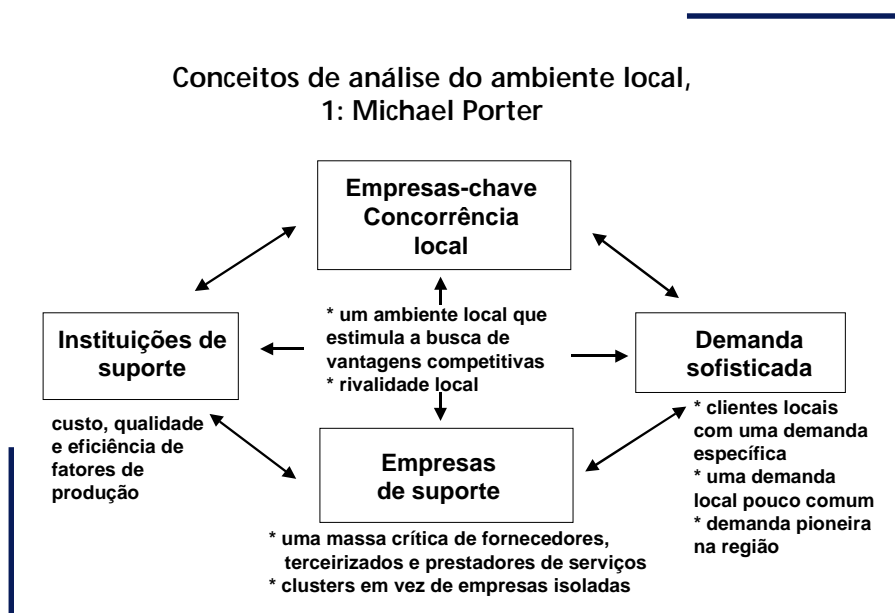 Conceitos de análise do ambiente local,
1: Michael Porter
Empresas-chave
Concorrência
local
* um ambiente local que
estimula a busca de
vantagens competitivas
* rivalidade local
Instituições de
suporte
custo, qualidade
e eficiência de
fatores de
produção
Demanda
sofisticada
* clientes locais
com uma demanda
específica
* uma demanda
local pouco comum
* demanda pioneira
na região
Empresas
de suporte
* uma massa crítica de fornecedores,
terceirizados e prestadores de serviços
* clusters em vez de empresas isoladas